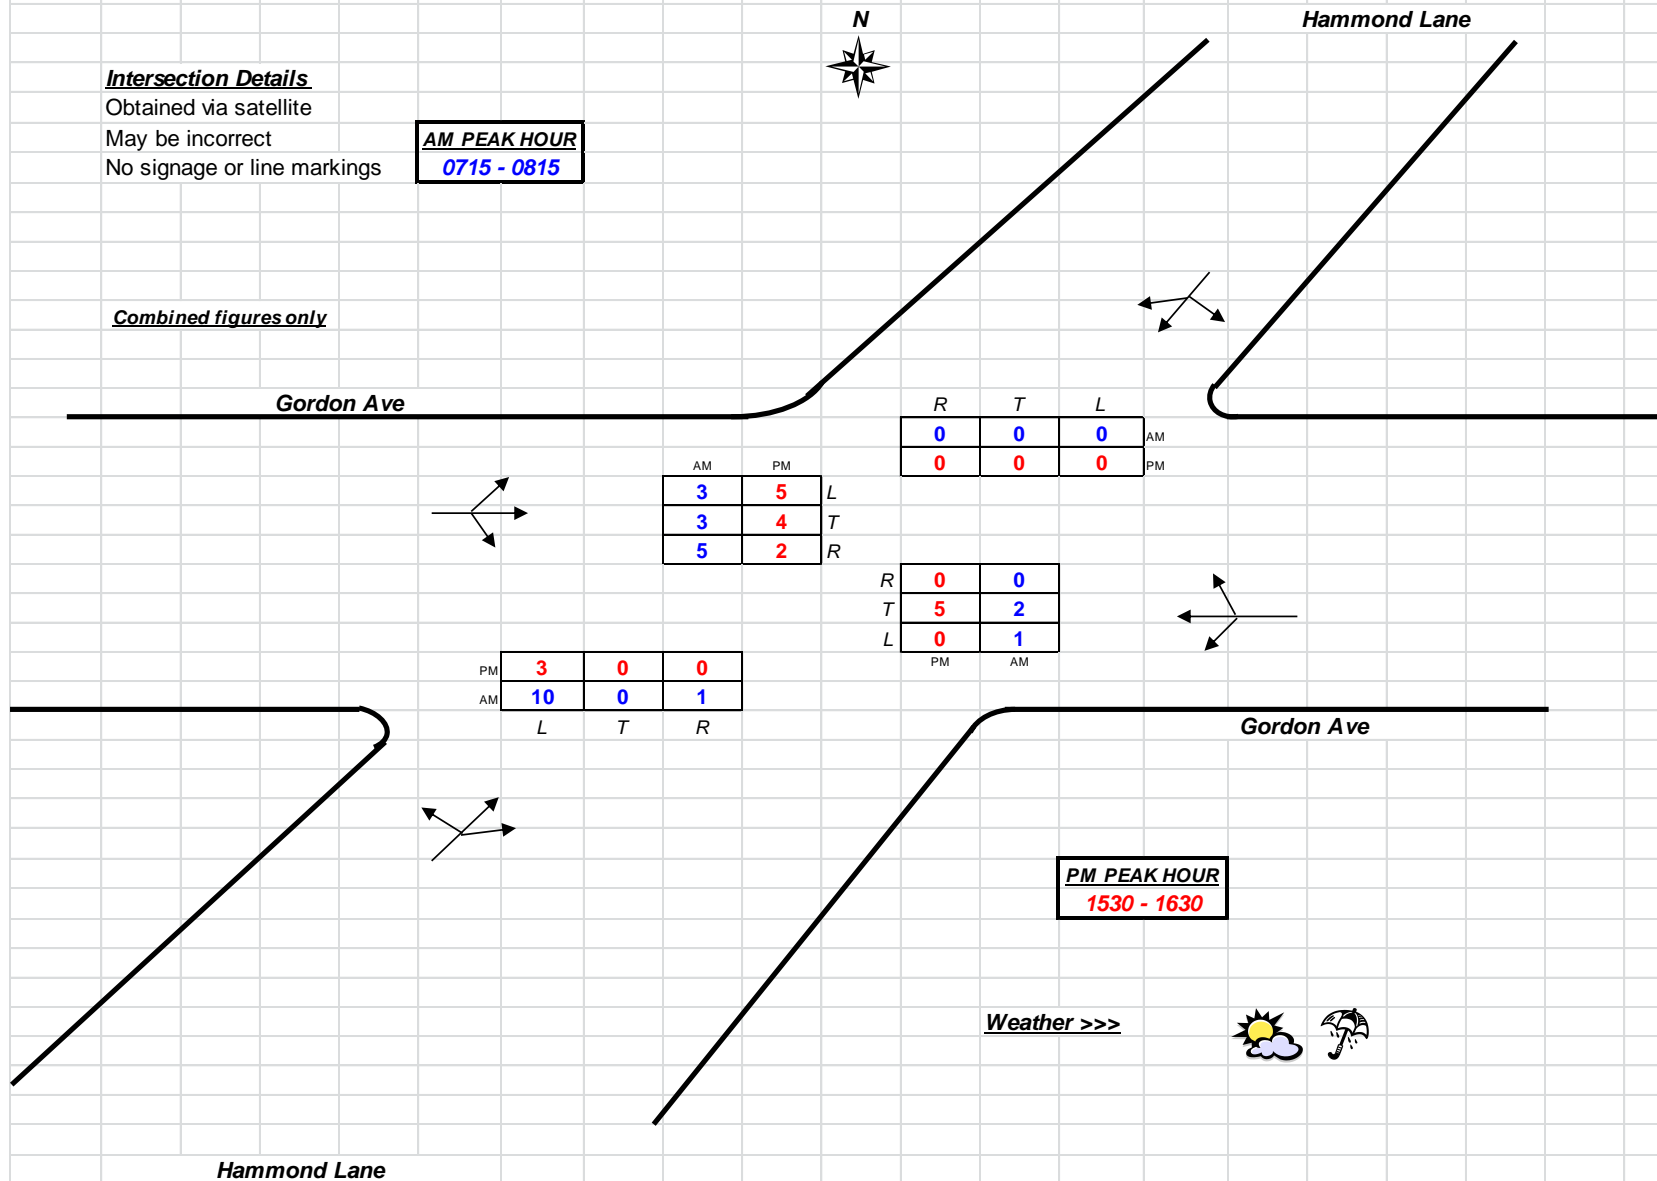 N
Hammond Lane
Intersection Details
Obtained via satellite
May be incorrect
No signage or line markings
AM PEAK HOUR
0715 - 0815
Combined figures only
Gordon Ave
R T L
0 0 0 AM
0 0 0 PM
AM PM
3 5 L
3 4 T
5 2 R
R 0 0
T 5 2
L 0 1
PM AM
PM 3 0 0
AM 10 0 1
L T R
Gordon Ave
PM PEAK HOUR
1530 - 1630
Weather >>>
Hammond Lane